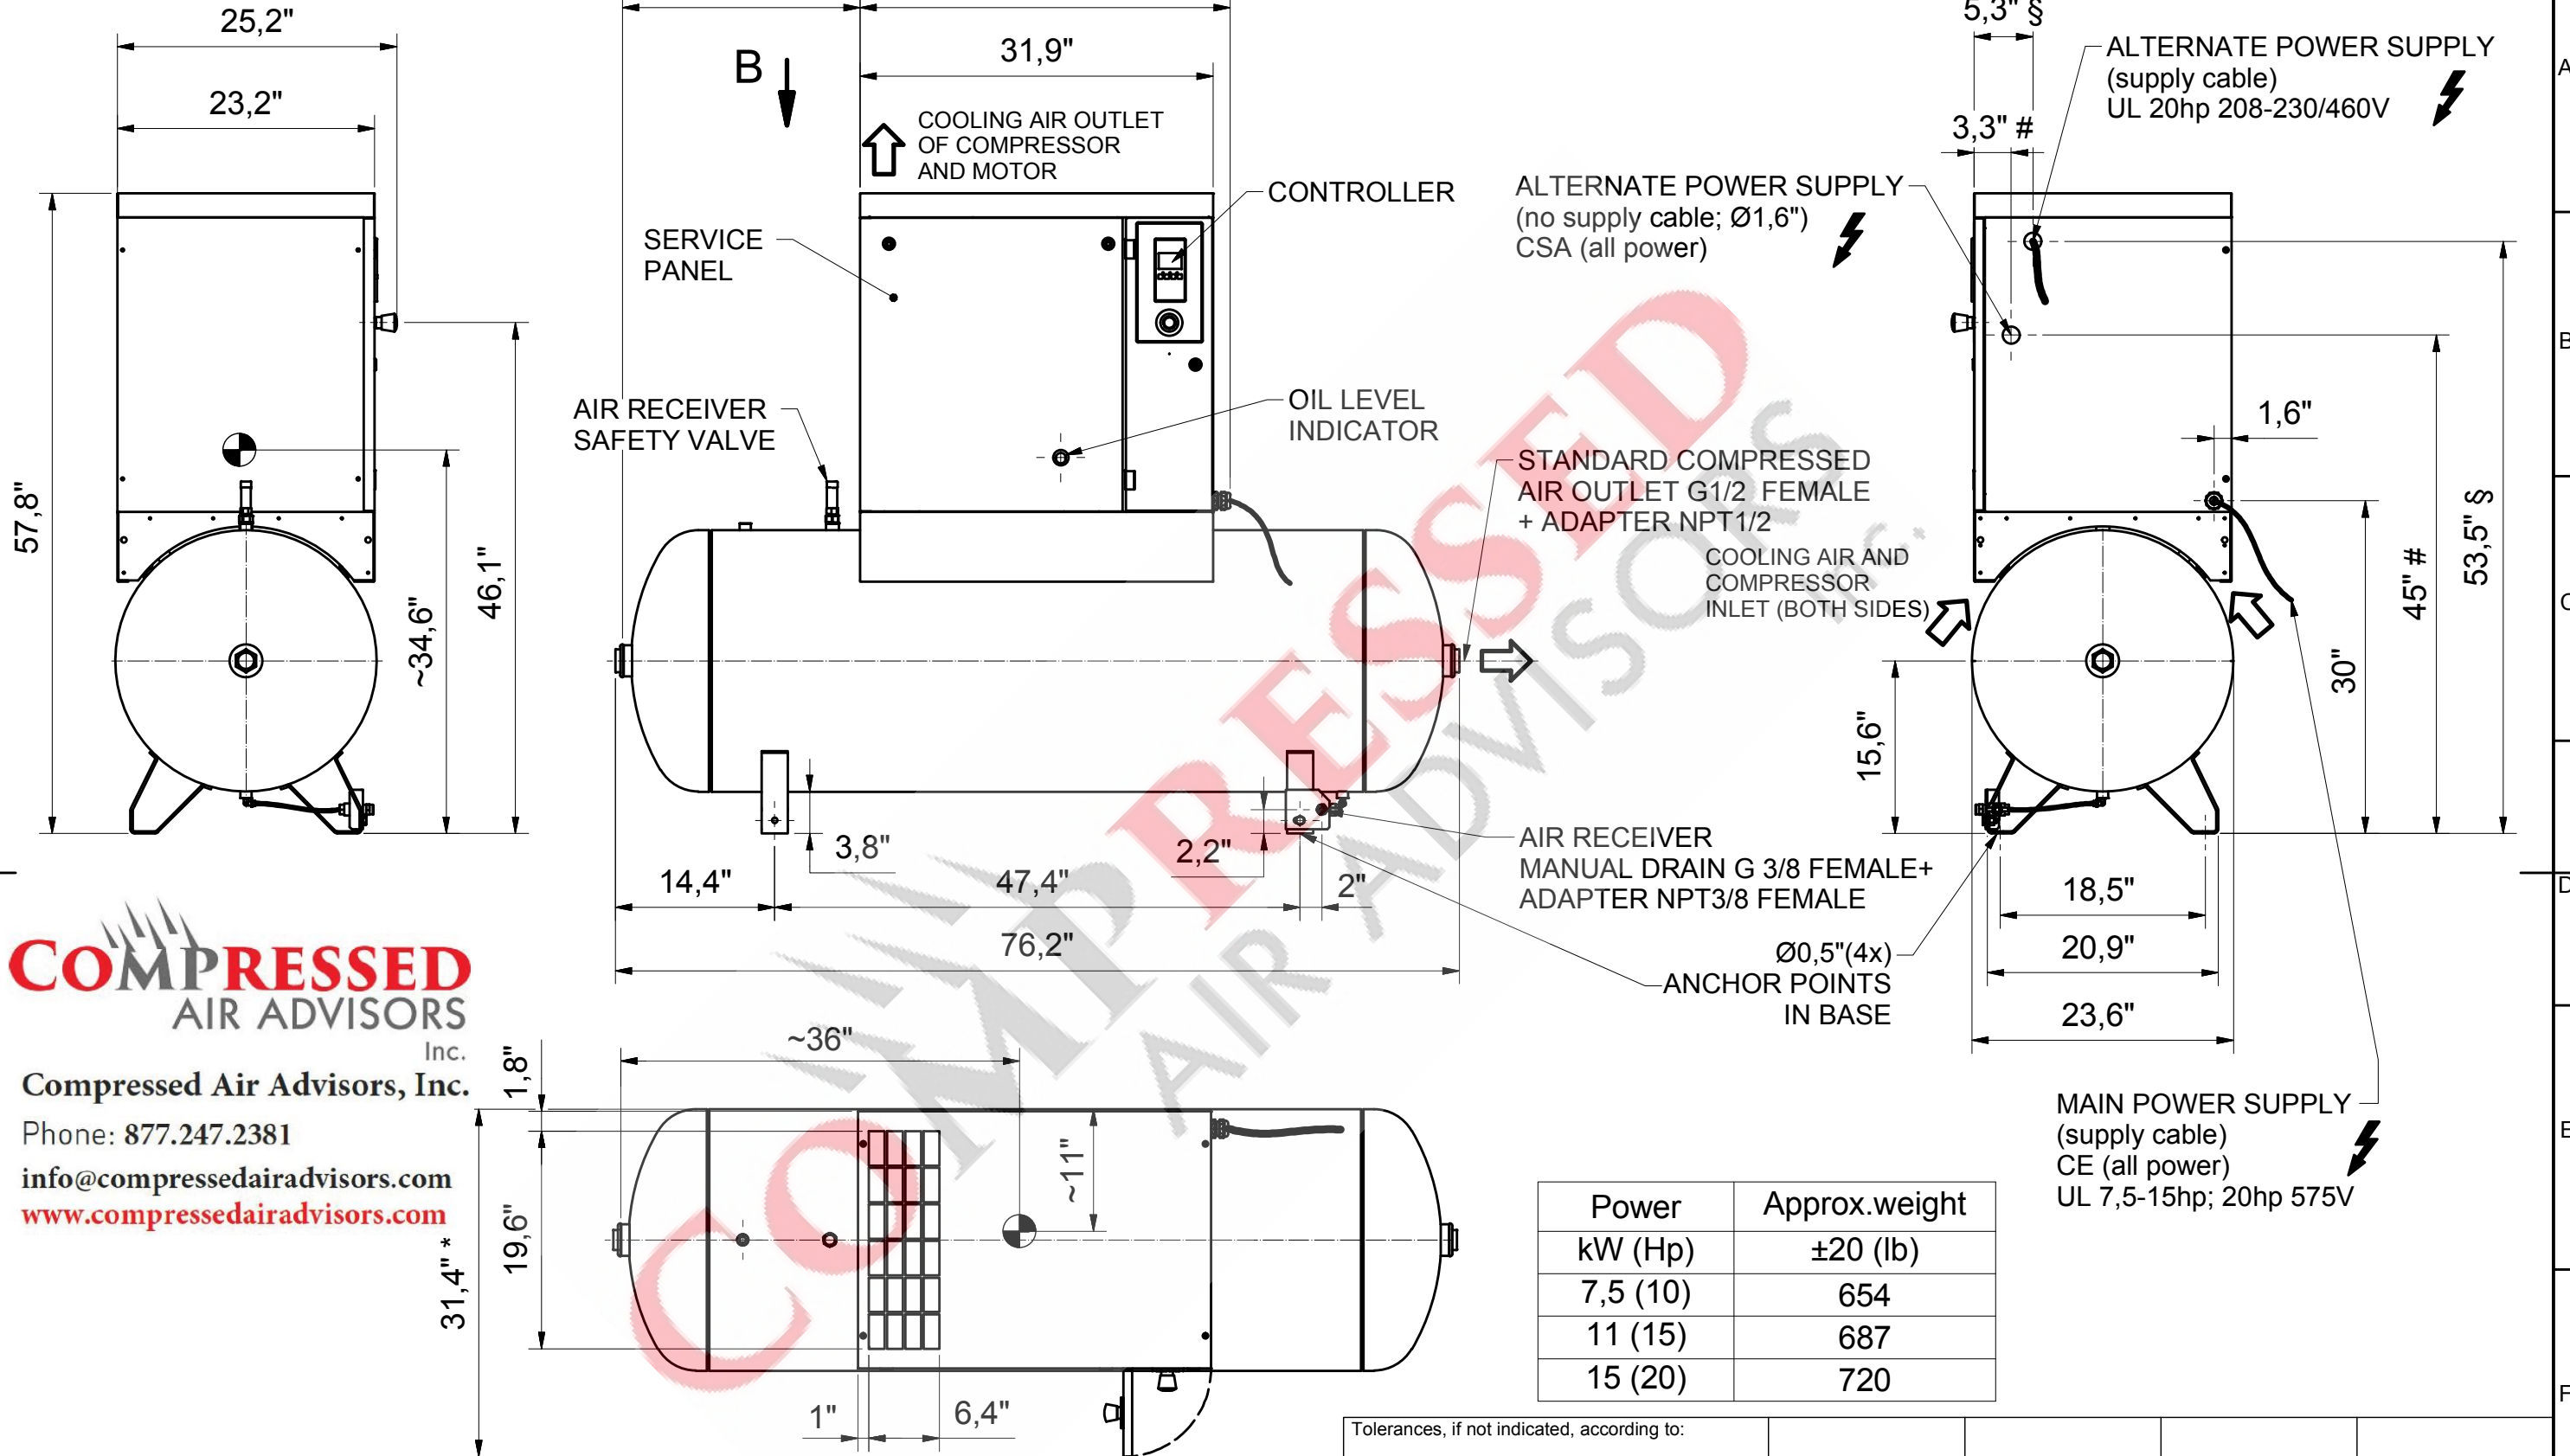 25,2"
23,2"
57,8"
~34,6"
46,1"
31,9"
B
COOLING AIR OUTLET
OF COMPRESSOR
AND MOTOR
CONTROLLER
SERVICE
PANEL
AIR RECEIVER
SAFETY VALVE
OIL LEVEL
INDICATOR
STANDARD COMPRESSED
AIR OUTLET G1/2 FEMALE
+ ADAPTER NPT1/2
COOLING AIR AND
COMPRESSOR
INLET (BOTH SIDES)
3,8"
2,2"
14,4"
47,4"
2"
76,2"
AIR RECEIVER
MANUAL DRAIN G 3/8 FEMALE+
ADAPTER NPT3/8 FEMALE
Ø0,5"(4x)
ANCHOR POINTS
IN BASE
5,3" §
ALTERNATE POWER SUPPLY
(supply cable)
UL 20hp 208-230/460V
3,3" #
ALTERNATE POWER SUPPLY
(no supply cable; Ø1,6")
CSA (all power)
1,6"
53,5" §
45" #
30"
15,6"
18,5"
20,9"
23,6"
MAIN POWER SUPPLY
(supply cable)
CE (all power)
UL 7,5-15hp; 20hp 575V
A
B
C
D
E
F
COMPRESSED
AIR ADVISORS
Inc.
COMPRESSED
AIR ADVISORS
Inc.
Compressed Air Advisors, Inc.
Phone: 877.247.2381
info@compressedairadvisors.com
www.compressedairadvisors.com
~36"
1,8"
19,6"
31,4" *
~11"
1"
6,4"
Power Approx.weight
kW (Hp) ±20 (lb)
7,5 (10) 654
11 (15) 687
15 (20) 720
Tolerances, if not indicated, according to: